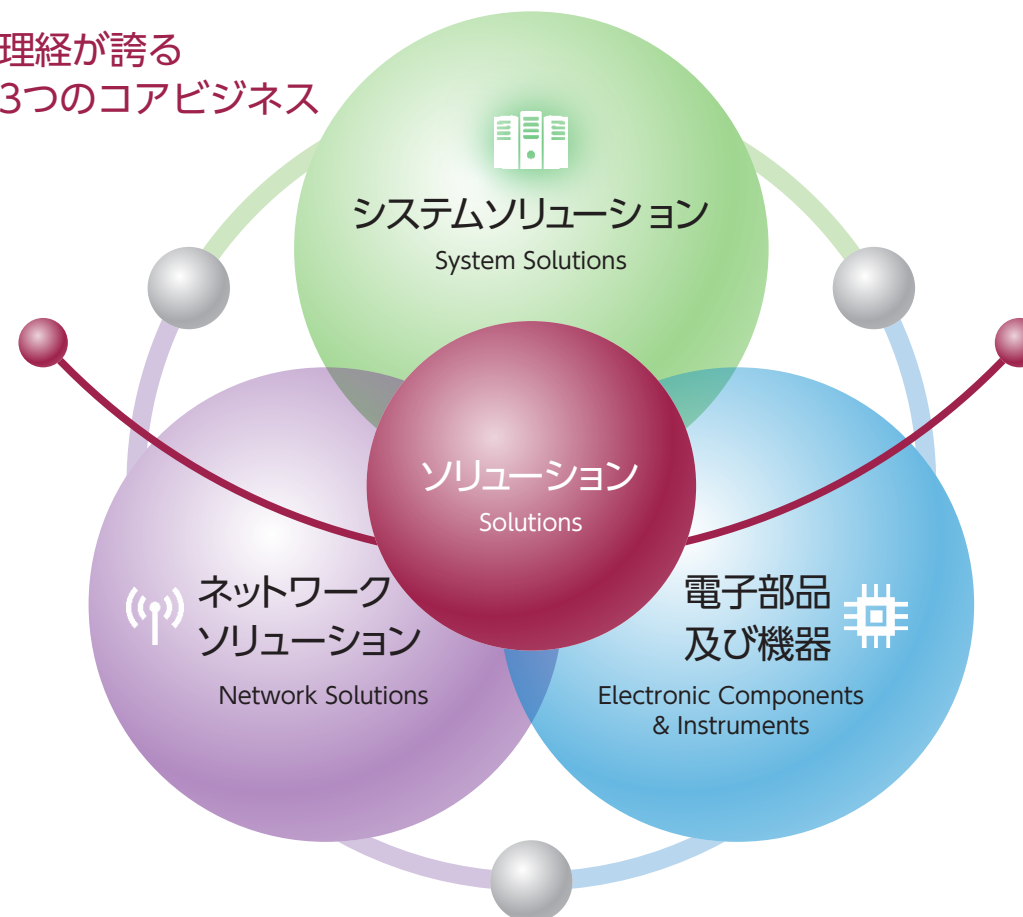 理経が誇る
3つのコアビジネス
システムソリューション
System Solutions
ソリューション
Solutions
ネットワーク
ソリューション
Network Solutions
電子部品
及び機器
Electronic Components
& Instruments